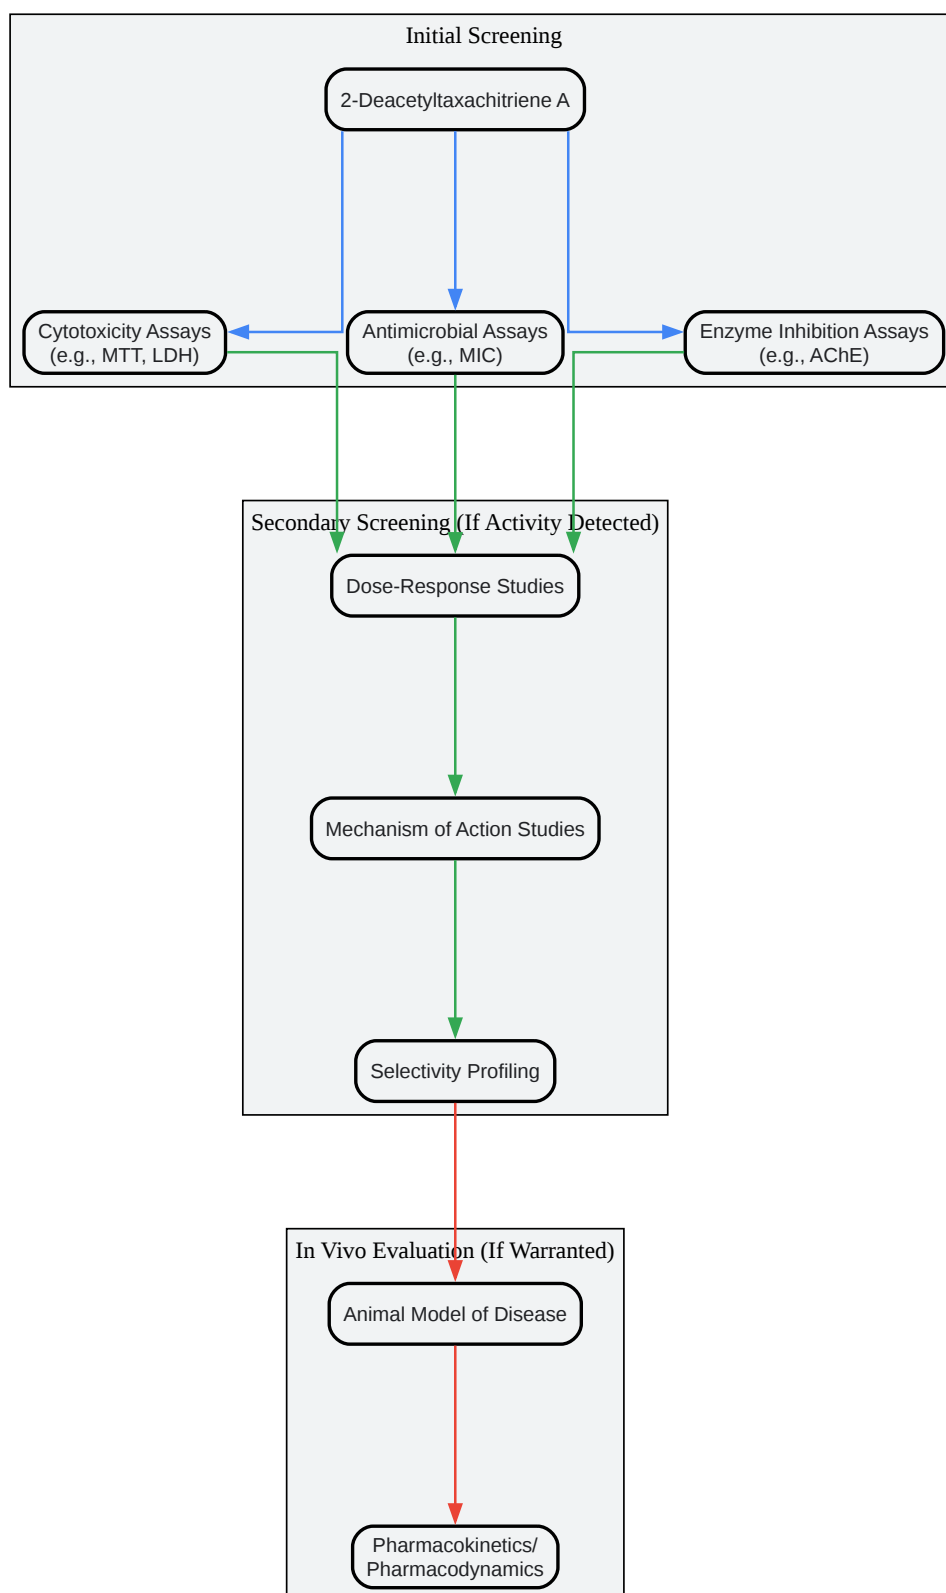 Initial Screening
2-Deacetyltaxachitriene A
Cytotoxicity Assays
(e.g., MTT, LDH)
Antimicrobial Assays
(e.g., MIC)
Enzyme Inhibition Assays
(e.g., AChE)
Secondary Screening (If Activity Detected)
Dose-Response Studies
Mechanism of Action Studies
Selectivity Profiling
In Vivo Evaluation (If Warranted)
Animal Model of Disease
Pharmacokinetics/
Pharmacodynamics